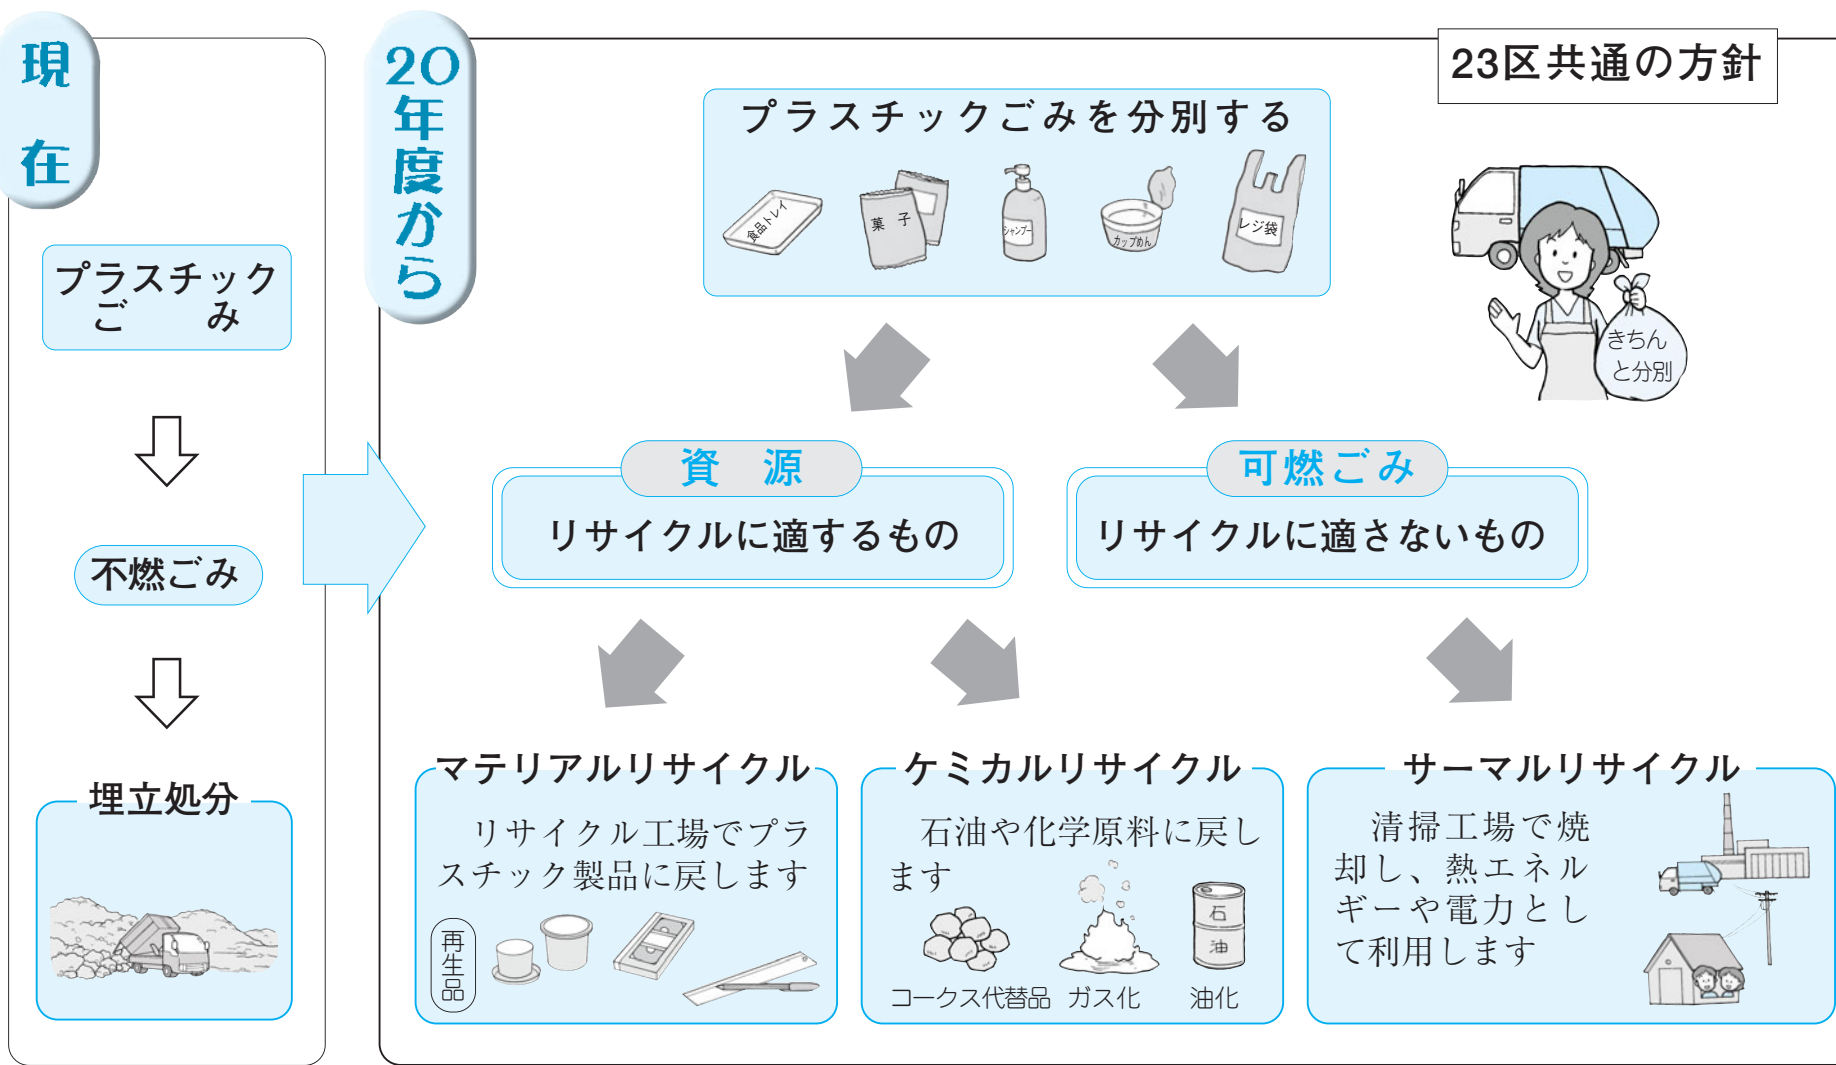 現在
プラスチック
ごみ
不燃ごみ
埋立処分
20年度から
23区共通の方針
プラスチックごみを分別する
食品トレイ
菓子
シャンプー
カップめん
レジ袋
きちん
と分別
資源
リサイクルに適するもの
可燃ごみ
リサイクルに適さないもの
マテリアルリサイクル
リサイクル工場でプラ
スチック製品に戻します
再生品
ケミカルリサイクル
石油や化学原料に戻し
ます
石油
コークス代替品
ガス化
油化
サーマルリサイクル
清掃工場で焼
却し、熱エネル
ギーや電力とし
て利用します